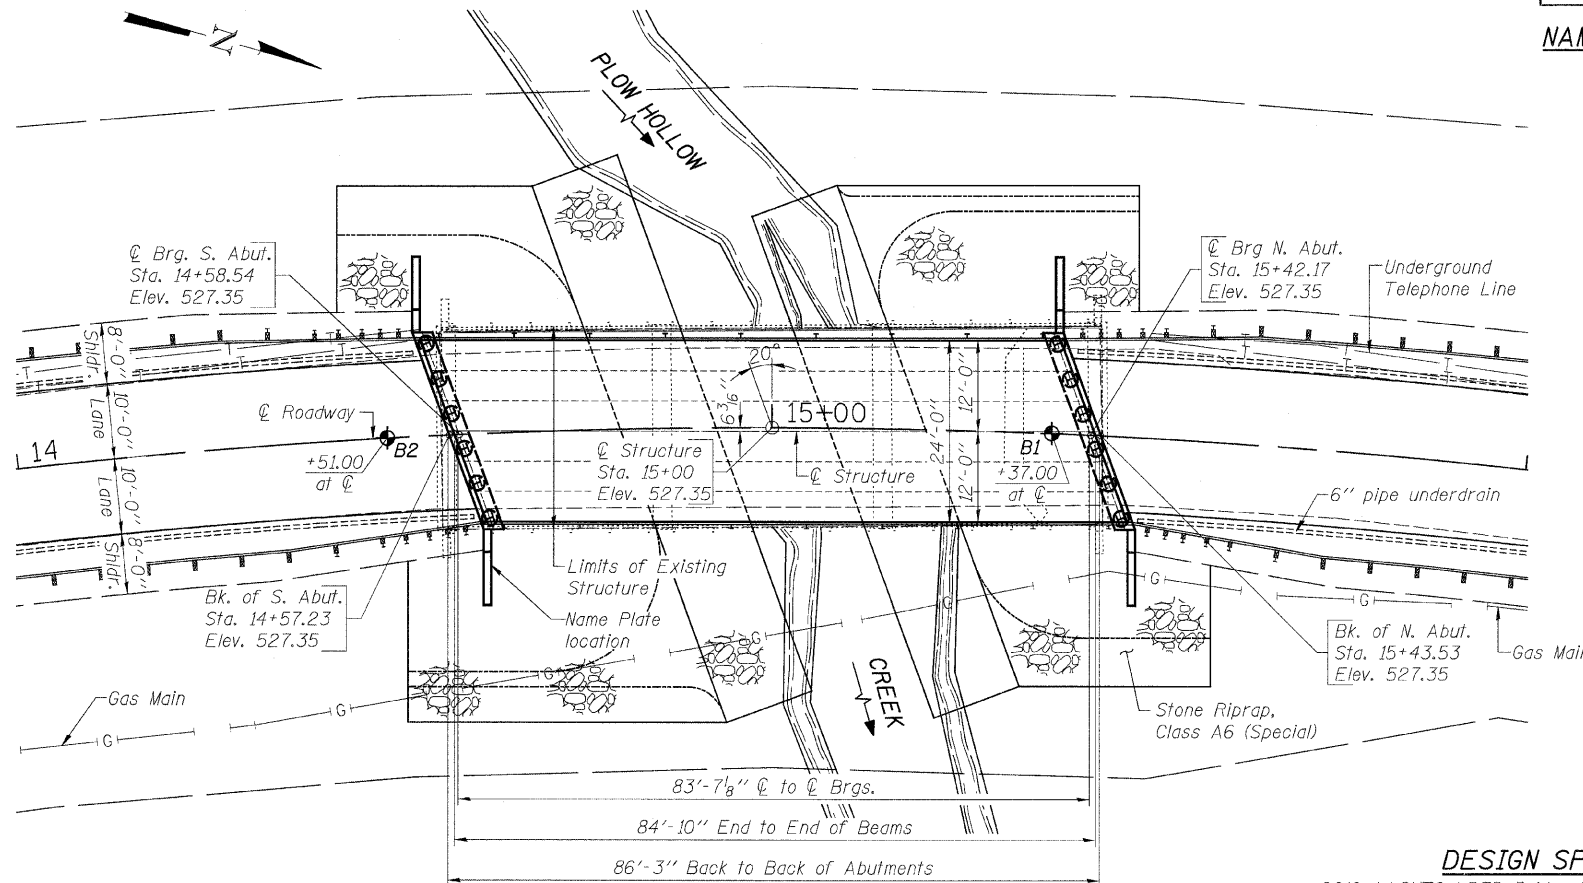 N
NAM
PLOW HOLLOW
℄ Brg. S. Abut.
Sta. 14+58.54
Elev. 527.35
℄ Brg N. Abut.
Sta. 15+42.17
Elev. 527.35
Underground
Telephone Line
8'-0"
Shldr.
10'-0"
Lane
10'-0"
Lane
8'-0"
Shldr.
℄ Roadway
14
B2
+51.00
at ℄
20°
6 3/16"
15+00
℄ Structure
Sta. 15+00
Elev. 527.35
℄ Structure
24'-0"
12'-0"
12'-0"
B1
+37.00
at ℄
6" pipe underdrain
Limits of Existing
Structure
Name Plate
location
Bk. of S. Abut.
Sta. 14+57.23
Elev. 527.35
Bk. of N. Abut.
Sta. 15+43.53
Elev. 527.35
G
G
G
G
G
G
G
Gas Main
Gas Main
CREEK
Stone Riprap,
Class A6 (Special)
83'-7 1/8" ℄ to ℄ Brgs.
84'-10" End to End of Beams
86'-3" Back to Back of Abutments
DESIGN SP